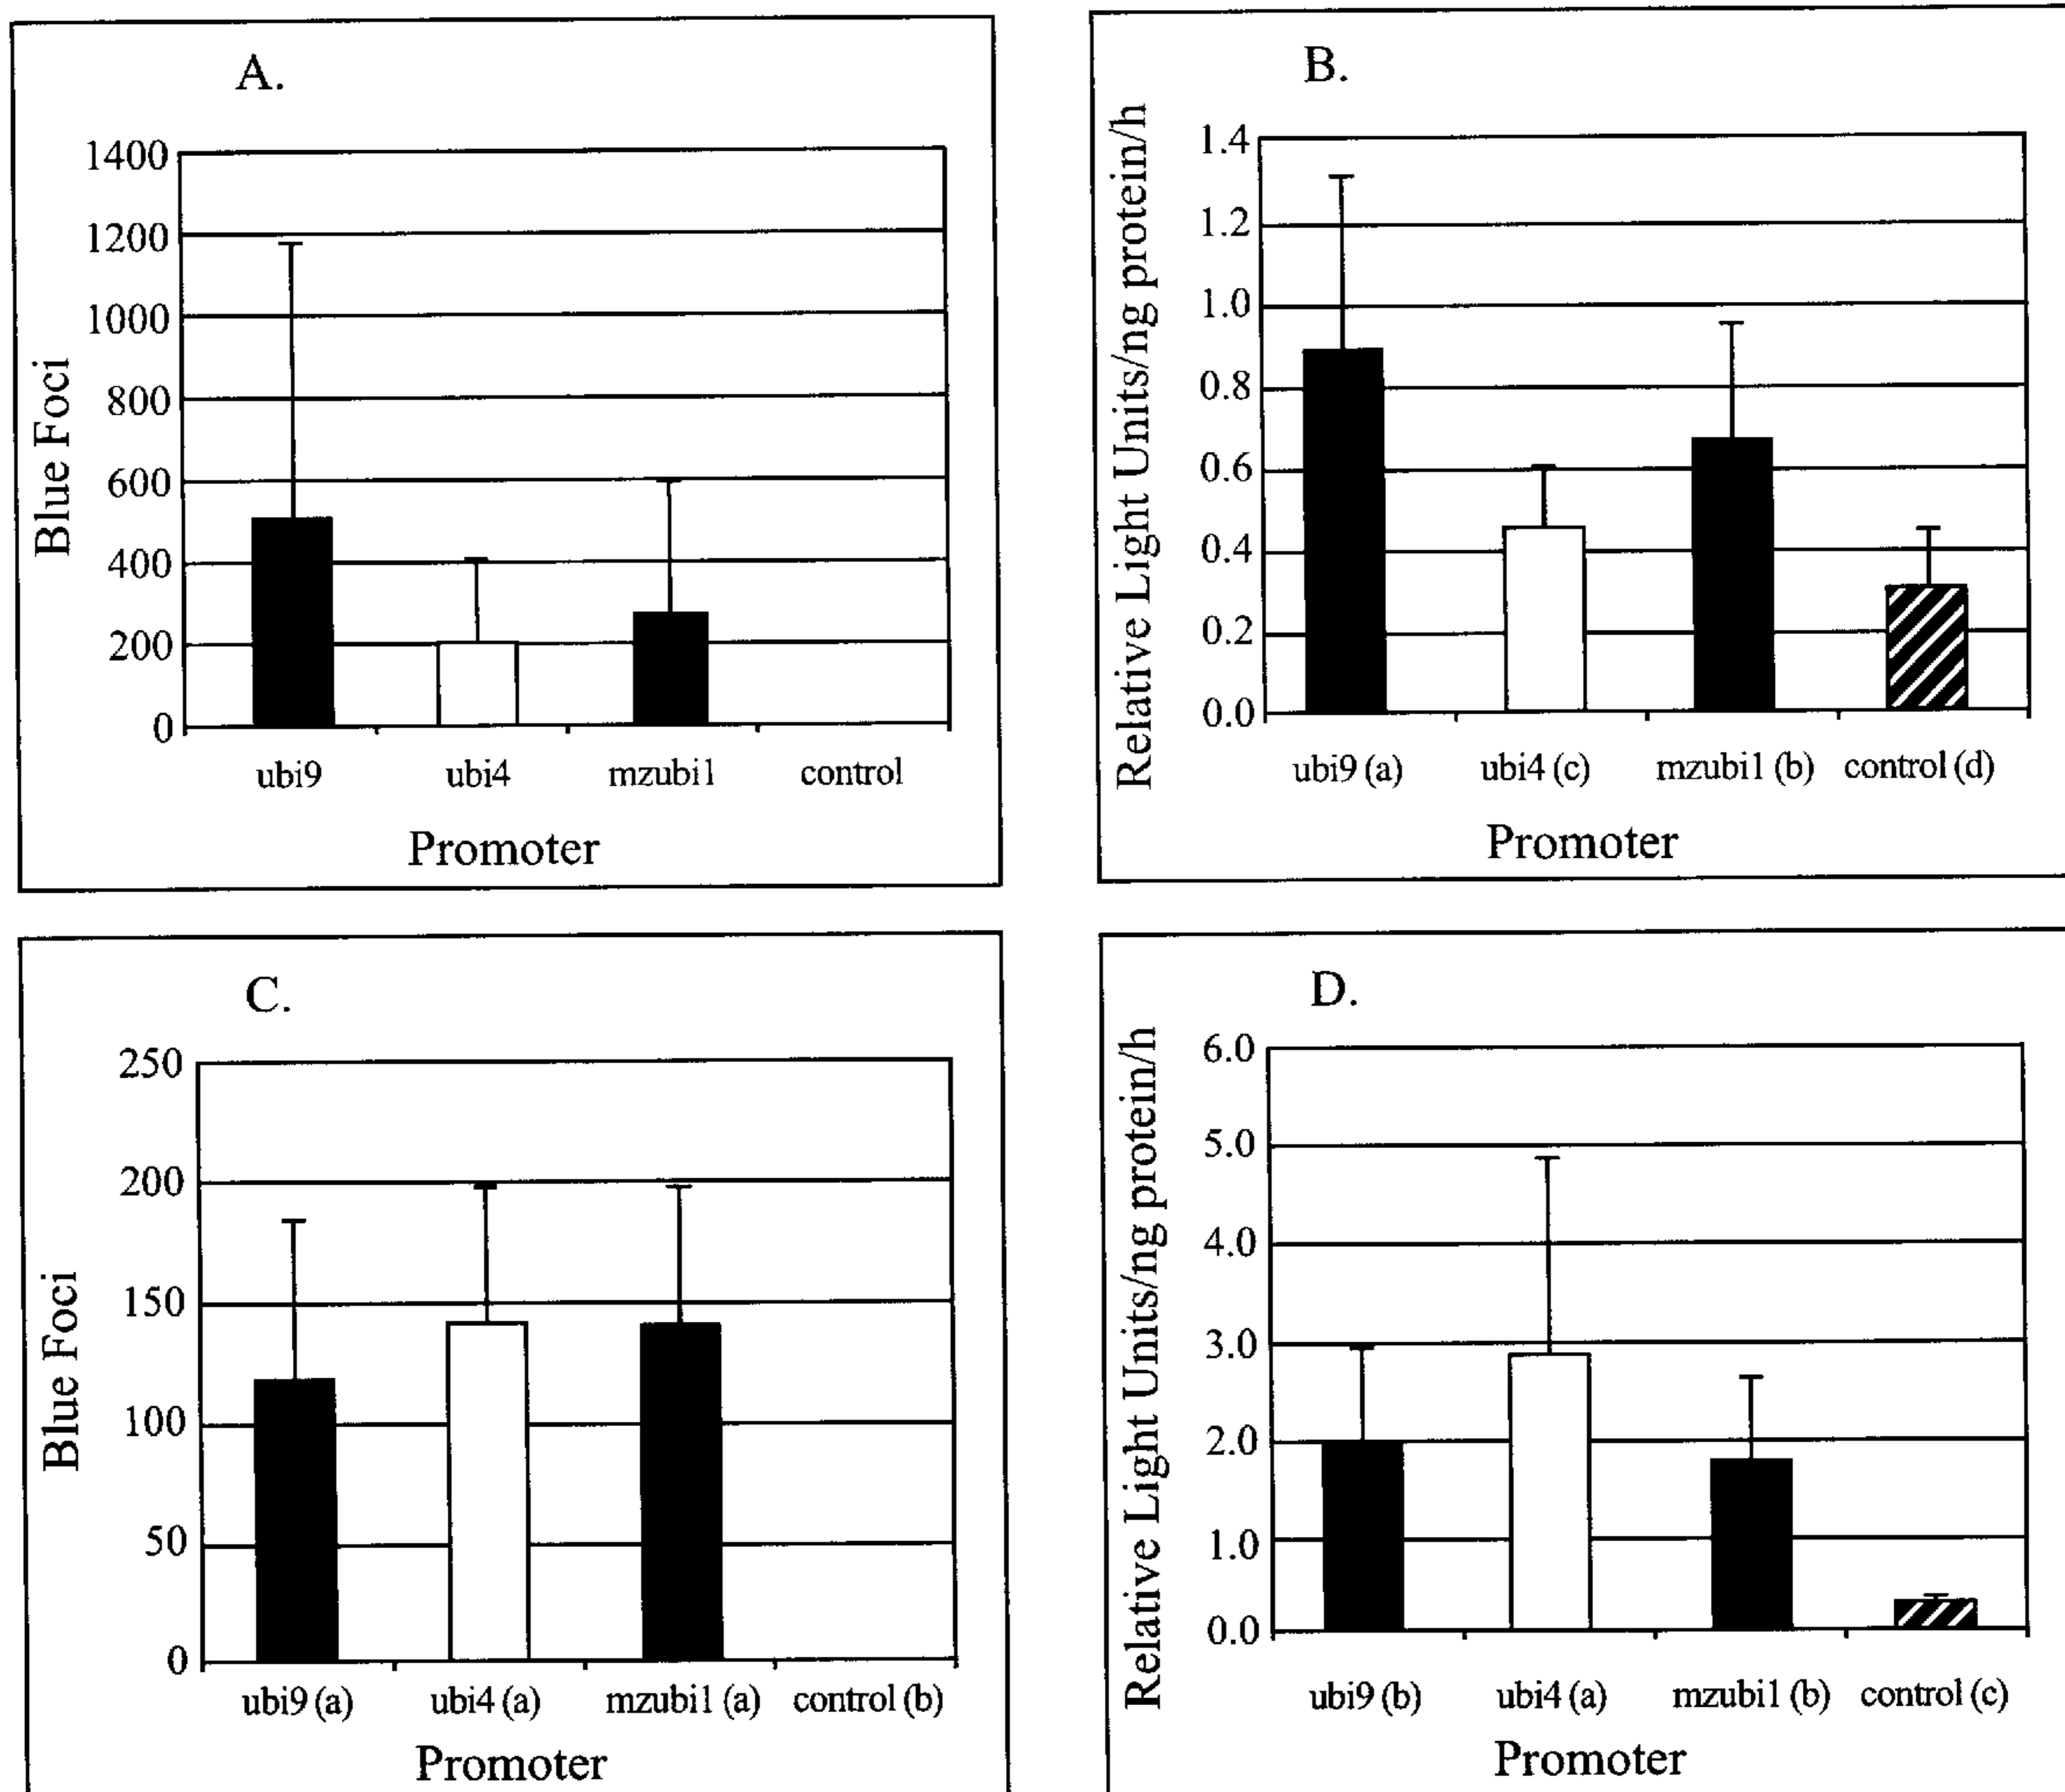 A.
Blue Foci
1400
1200
1000
800
600
400
200
0
ubi9 ubi4 mzubi1 control
Promoter
B.
Relative Light Units/ng protein/h
1.4
1.2
1.0
0.8
0.6
0.4
0.2
0.0
ubi9 (a) ubi4 (c) mzubi1 (b) control (d)
Promoter
C.
Blue Foci
250
200
150
100
50
0
ubi9 (a) ubi4 (a) mzubi1 (a) control (b)
Promoter
D.
Relative Light Units/ng protein/h
6.0
5.0
4.0
3.0
2.0
1.0
0.0
ubi9 (b) ubi4 (a) mzubi1 (b) control (c)
Promoter